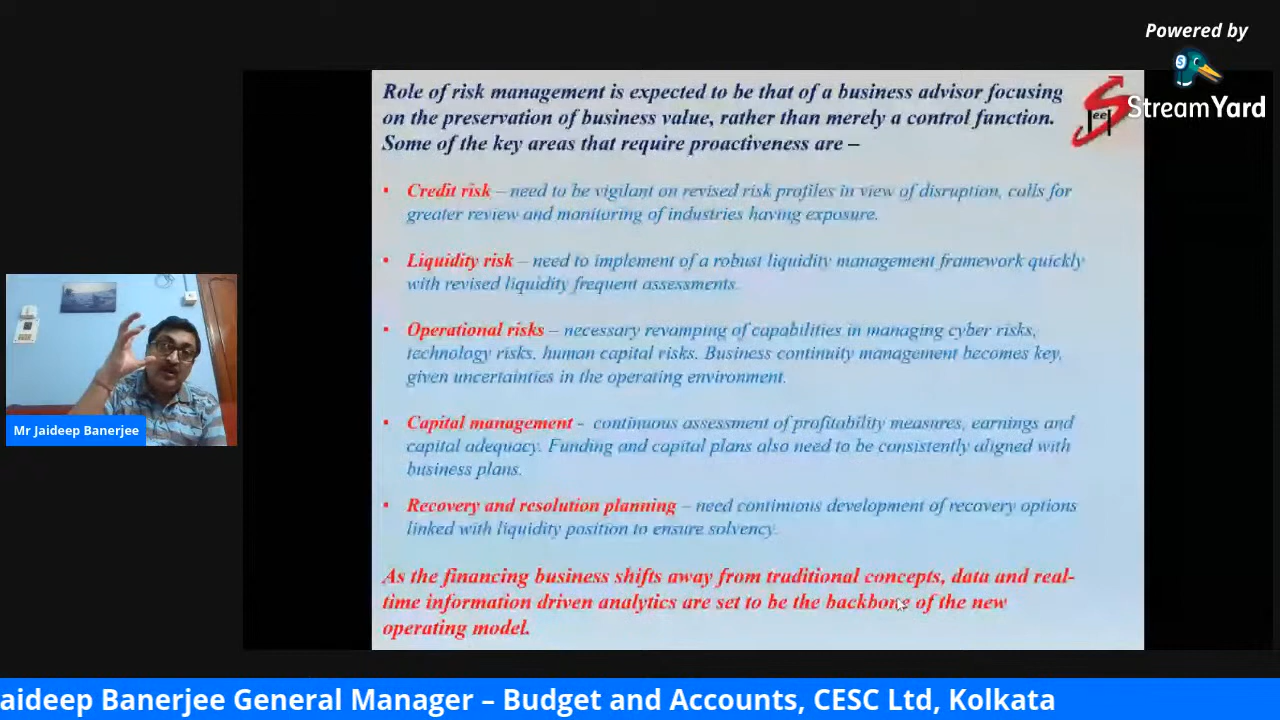 Powered by
StreamYard
Role of risk management is expected to be that of a business advisor focusing
on the preservation of business value, rather than merely a control function.
Some of the key areas that require proactiveness are –
• Credit risk – need to be vigilant on revised risk profiles in view of disruption, calls for
greater review and monitoring of industries having exposure.
• Liquidity risk – need to implement of a robust liquidity management framework quickly
with revised liquidity frequent assessments.
• Operational risks – necessary revamping of capabilities in managing cyber risks,
technology risks, human capital risks. Business continuity management becomes key,
given uncertainties in the operating environment.
• Capital management - continuous assessment of profitability measures, earnings and
capital adequacy. Funding and capital plans also need to be consistently aligned with
business plans.
• Recovery and resolution planning – need continuous development of recovery options
linked with liquidity position to ensure solvency.
As the financing business shifts away from traditional concepts, data and real-
time information driven analytics are set to be the backbone of the new
operating model.
Mr Jaideep Banerjee
aideep Banerjee General Manager – Budget and Accounts, CESC Ltd, Kolkata